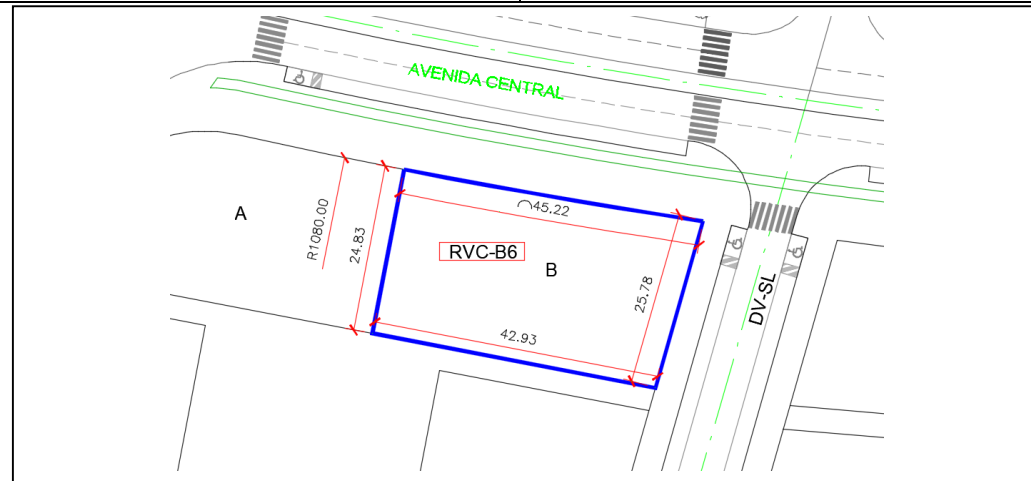 AVENIDA CENTRAL
A
R1080.00
24.83
45.22
RVC-B6
B
25.78
42.93
DV-SL